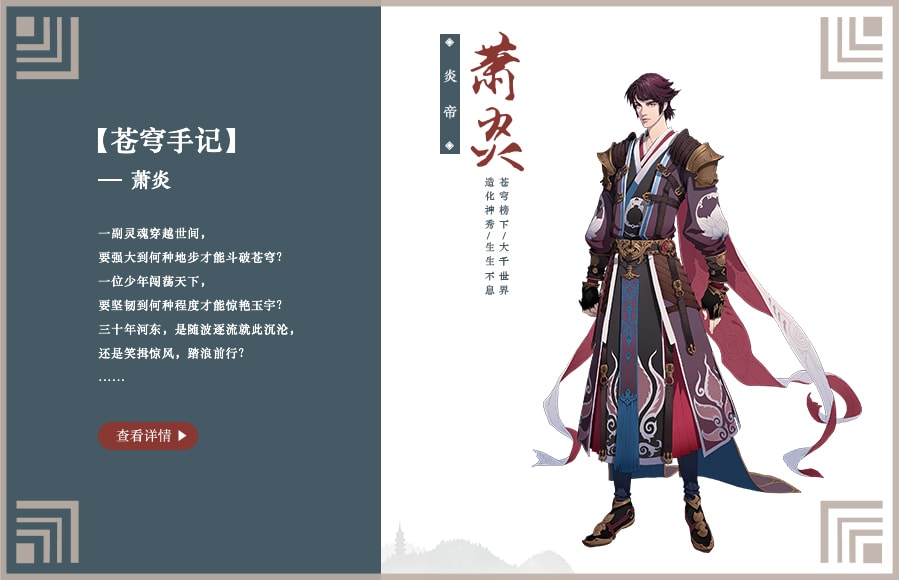 【苍穹手记】
— 萧炎
一副灵魂穿越世间，
要强大到何种地步才能斗破苍穹？
一位少年闯荡天下，
要坚韧到何种程度才能惊艳玉宇？
三十年河东，是随波逐流就此沉沦，
还是笑揖惊风，踏浪前行？
……
查看详情
萧炎
炎帝
苍穹榜下/大千世界
造化神秀/生生不息